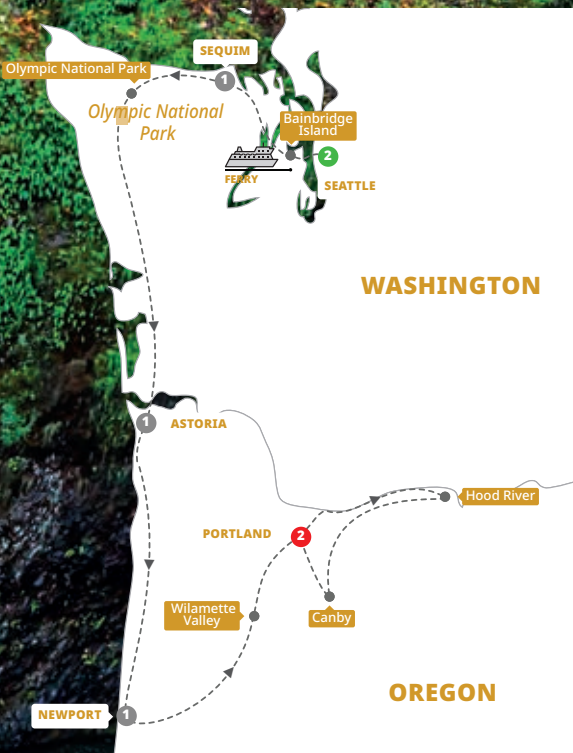 SEQUIM
1
Olympic National Park
Olympic National
Park
Bainbridge
Island
2
FERRY
SEATTLE
WASHINGTON
1
ASTORIA
Hood River
PORTLAND
2
Wilamette
Valley
Canby
OREGON
NEWPORT
1